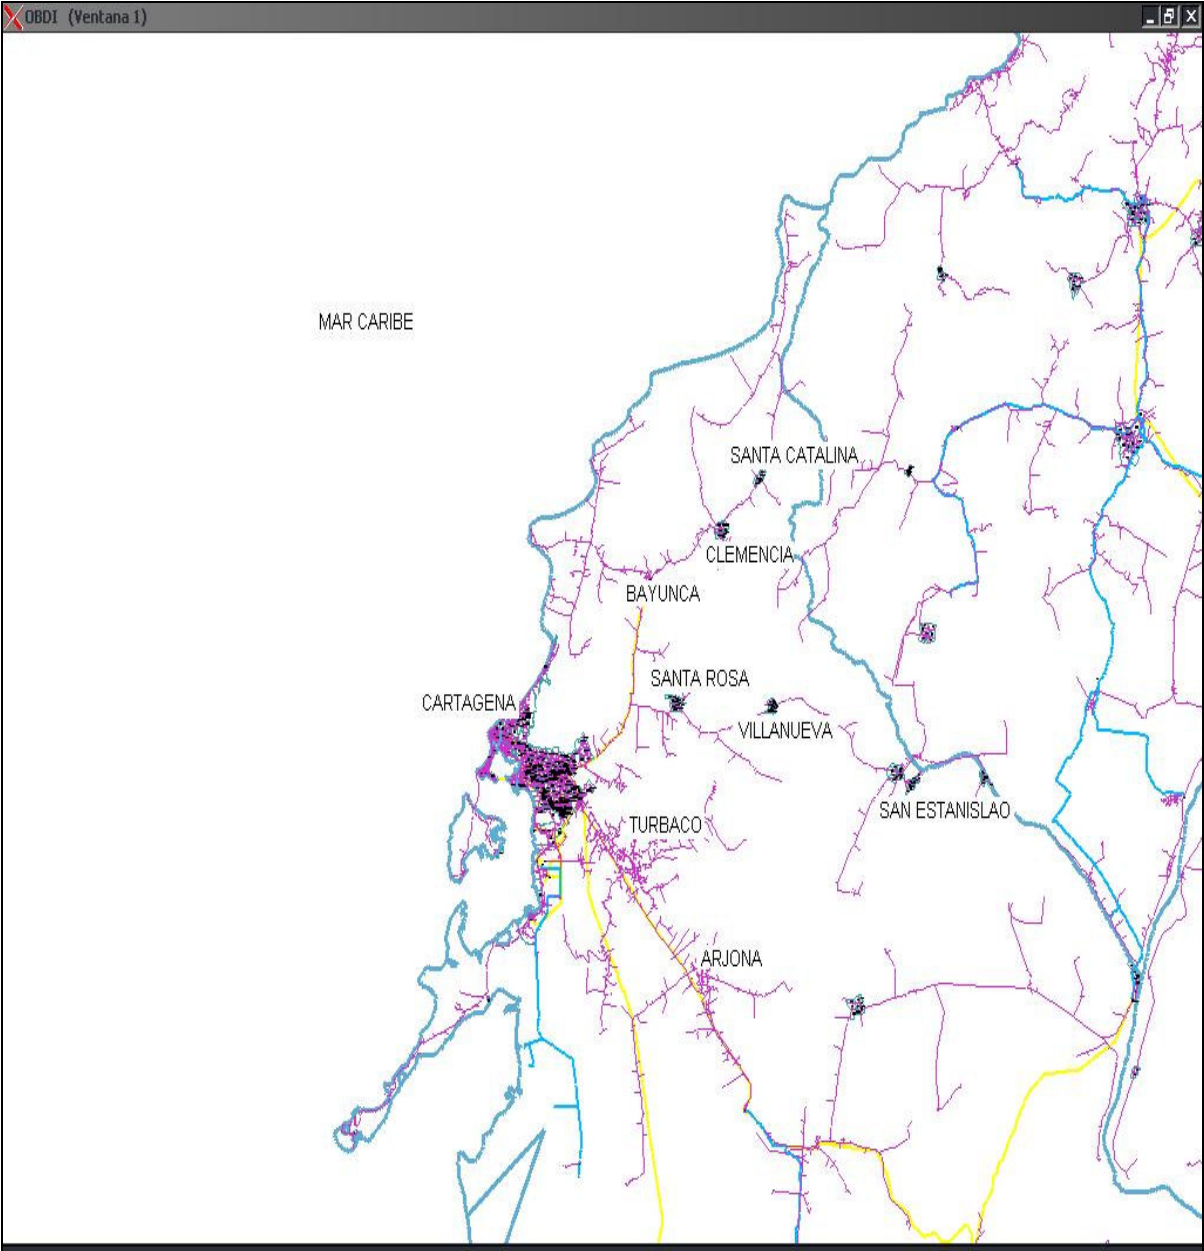 OBDI (Ventana 1)
MAR CARIBE
SANTA CATALINA
CLEMENCIA
BAYUNCA
SANTA ROSA
CARTAGENA
VILLANUEVA
SAN ESTANISLAO
TURBACO
ARJONA